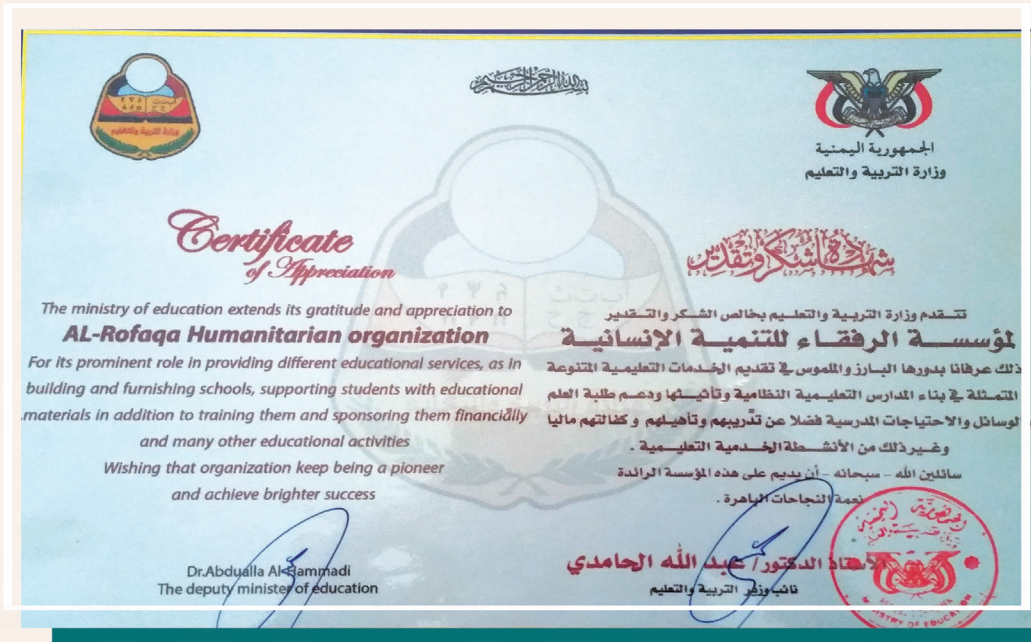 بسم الله الرحمن الرحيم
وزارة التربية والتعليم
الجمهورية اليمنية
وزارة التربية والتعليم
Certificate
of Appreciation
The ministry of education extends its gratitude and appreciation to
AL-Rofaqa Humanitarian organization
For its prominent role in providing different educational services, as in
building and furnishing schools, supporting students with educational
.materials in addition to training them and sponsoring them financially
and many other educational activities
Wishing that organization keep being a pioneer
and achieve brighter success
Dr.Abdualla Al-Hammadi
The deputy minister of education
شهادة شكر وتقدير
تتقدم وزارة التربية والتعليم بخالص الشكر والتقدير
لمؤسسة الرفقاء للتنمية الإنسانية
ذلك عرفانا بدورها البارز والملموس في تقديم الخدمات التعليمية المتنوعة
المتمثلة في بناء المدارس التعليمية النظامية وتأثيثها ودعم طلبة العلم
لوسائل والاحتياجات المدرسية فضلا عن تدريبهم وتأهيلهم وكفالتهم ماليا
وغير ذلك من الأنشطة الخدمية التعليمية .
سائلين الله - سبحانه - أن يديم على هذه المؤسسة الرائدة
نعمة النجاحات الباهرة .
الأستاذ الدكتور/ عبد الله الحامدي
نائب وزير التربية والتعليم
MINISTRY OF EDUCATION